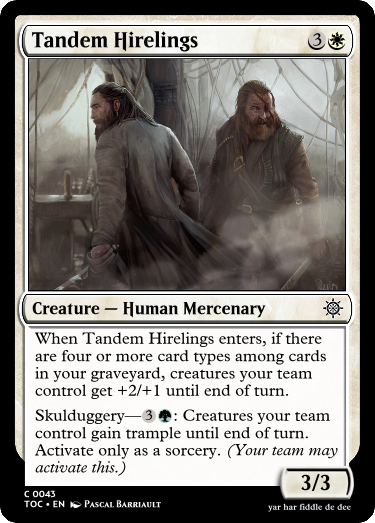 Tandem Hirelings 3
Creature — Human Mercenary
When Tandem Hirelings enters, if there
are four or more card types among cards
in your graveyard, creatures your team
control get +2/+1 until end of turn.
Skulduggery—3: Creatures your team
control gain trample until end of turn.
Activate only as a sorcery. (Your team may
activate this.)
3/3
C 0043
TOC • EN PASCAL BARRIAULT
yar har fiddle de dee